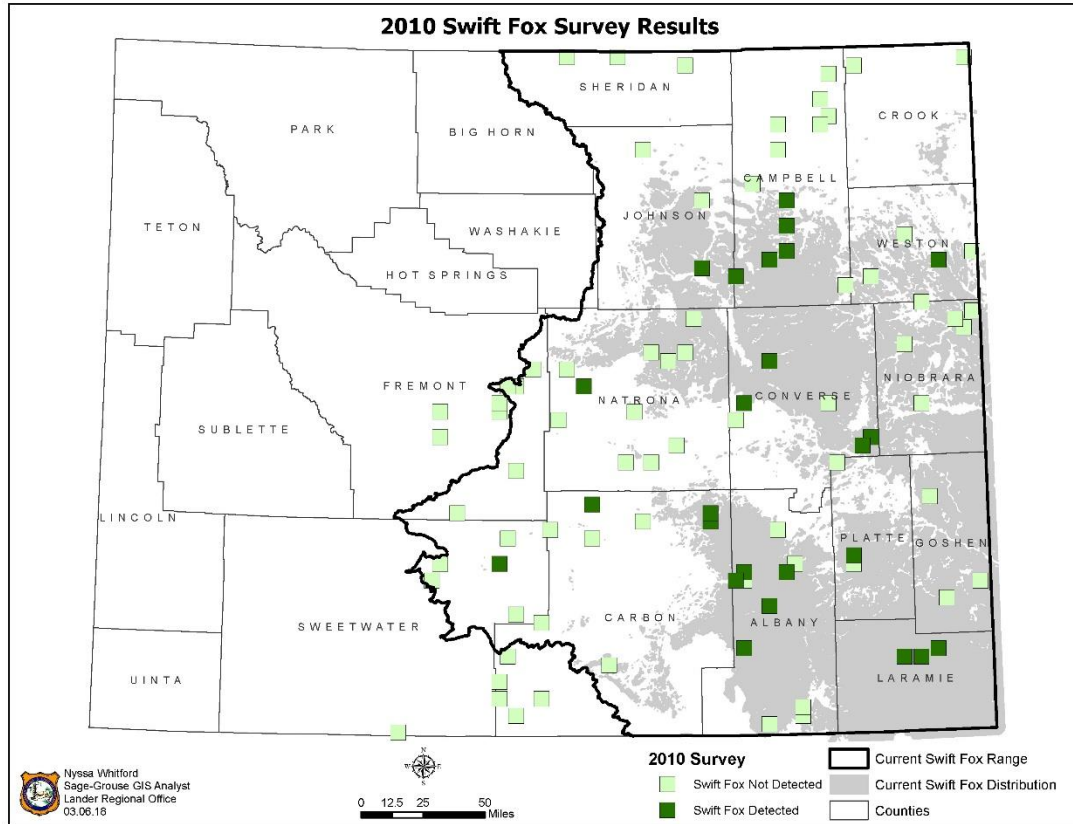 2010 Swift Fox Survey Results
SHERIDAN
PARK
BIG HORN
CROOK
CAMPBELL
TETON
JOHNSON
WASHAKIE
WESTON
HOT SPRINGS
FREMONT
NATRONA
CONVERSE
NIOBRARA
SUBLETTE
LINCOLN
PLATTE
GOSHEN
SWEETWATER
CARBON
ALBANY
UINTA
LARAMIE
Nyssa Whitford
Sage-Grouse GIS Analyst
Lander Regional Office
03.06.18
N
S
W
E
0 12.5 25 50
Miles
2010 Survey
Swift Fox Not Detected
Swift Fox Detected
Current Swift Fox Range
Current Swift Fox Distribution
Counties